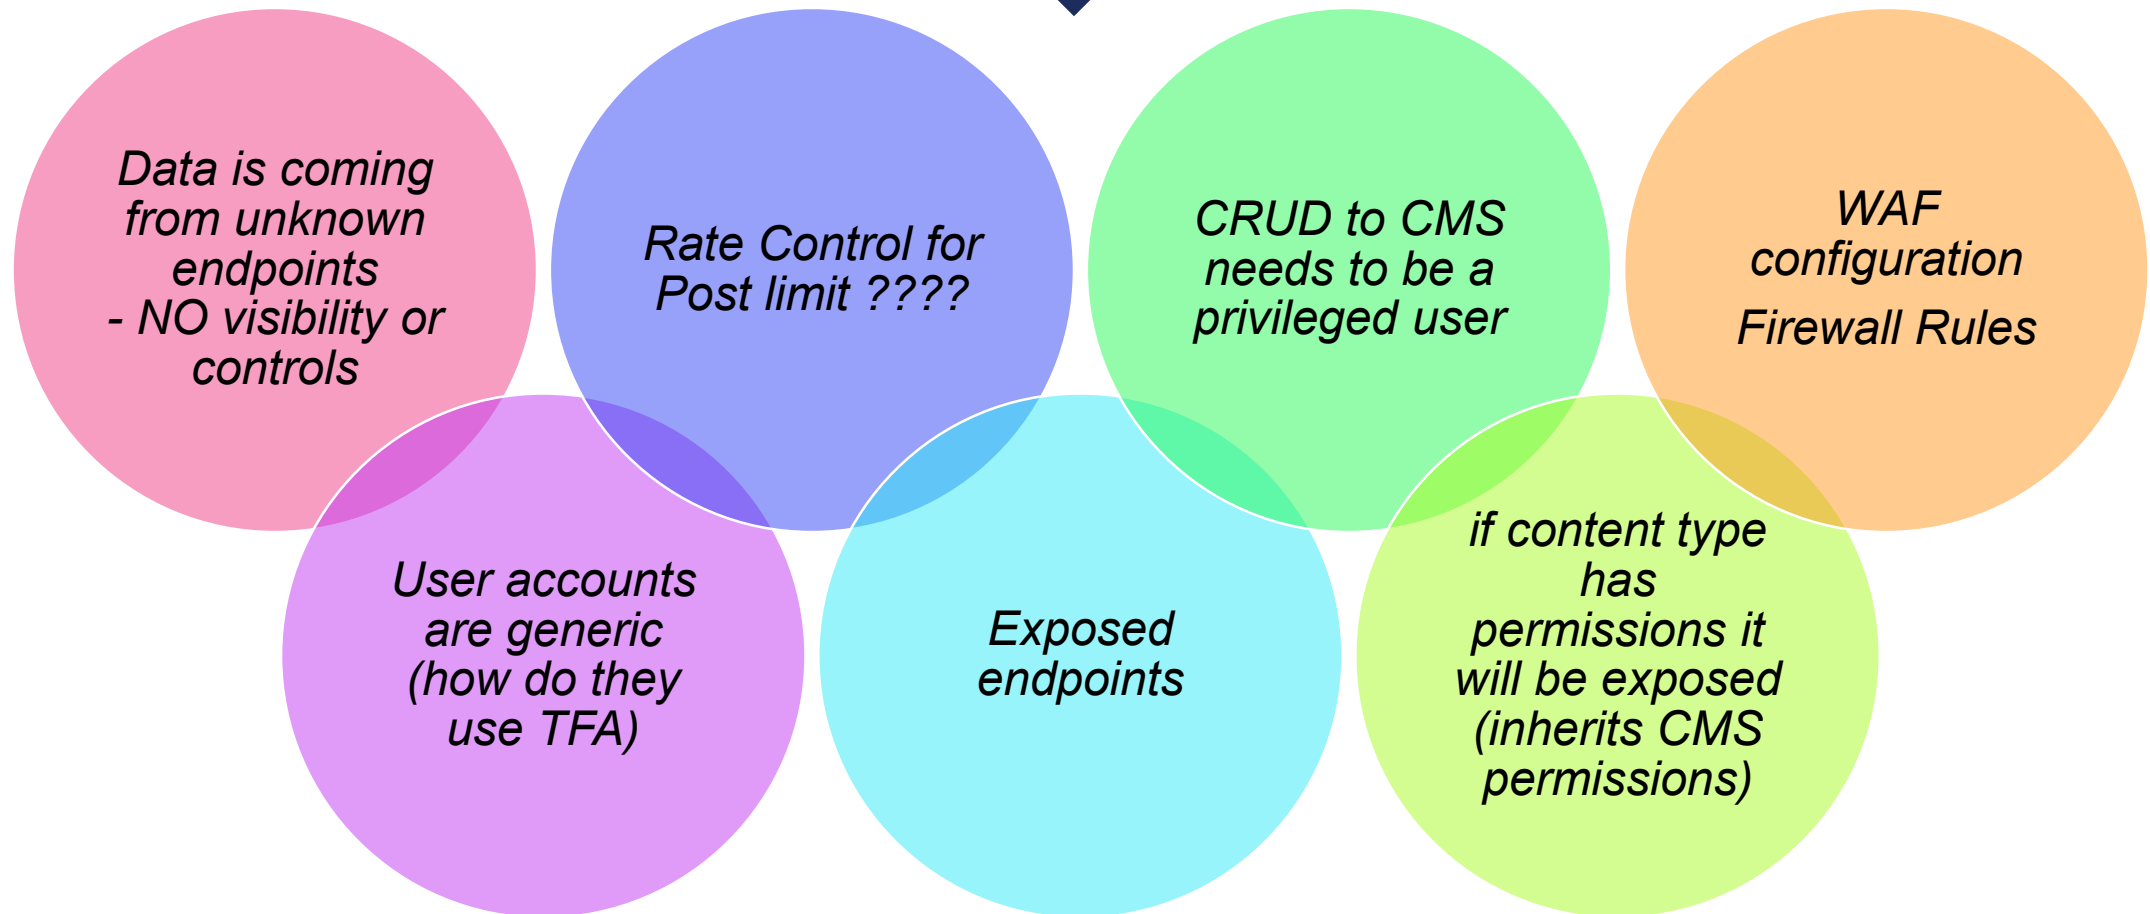 Data is coming
from unknown
endpoints
- NO visibility or
controls
User accounts
are generic
(how do they
use TFA)
Rate Control for
Post limit ????
Exposed
endpoints
CRUD to CMS
needs to be a
privileged user
if content type
has
permissions it
will be exposed
(inherits CMS
permissions)
WAF
configuration
Firewall Rules